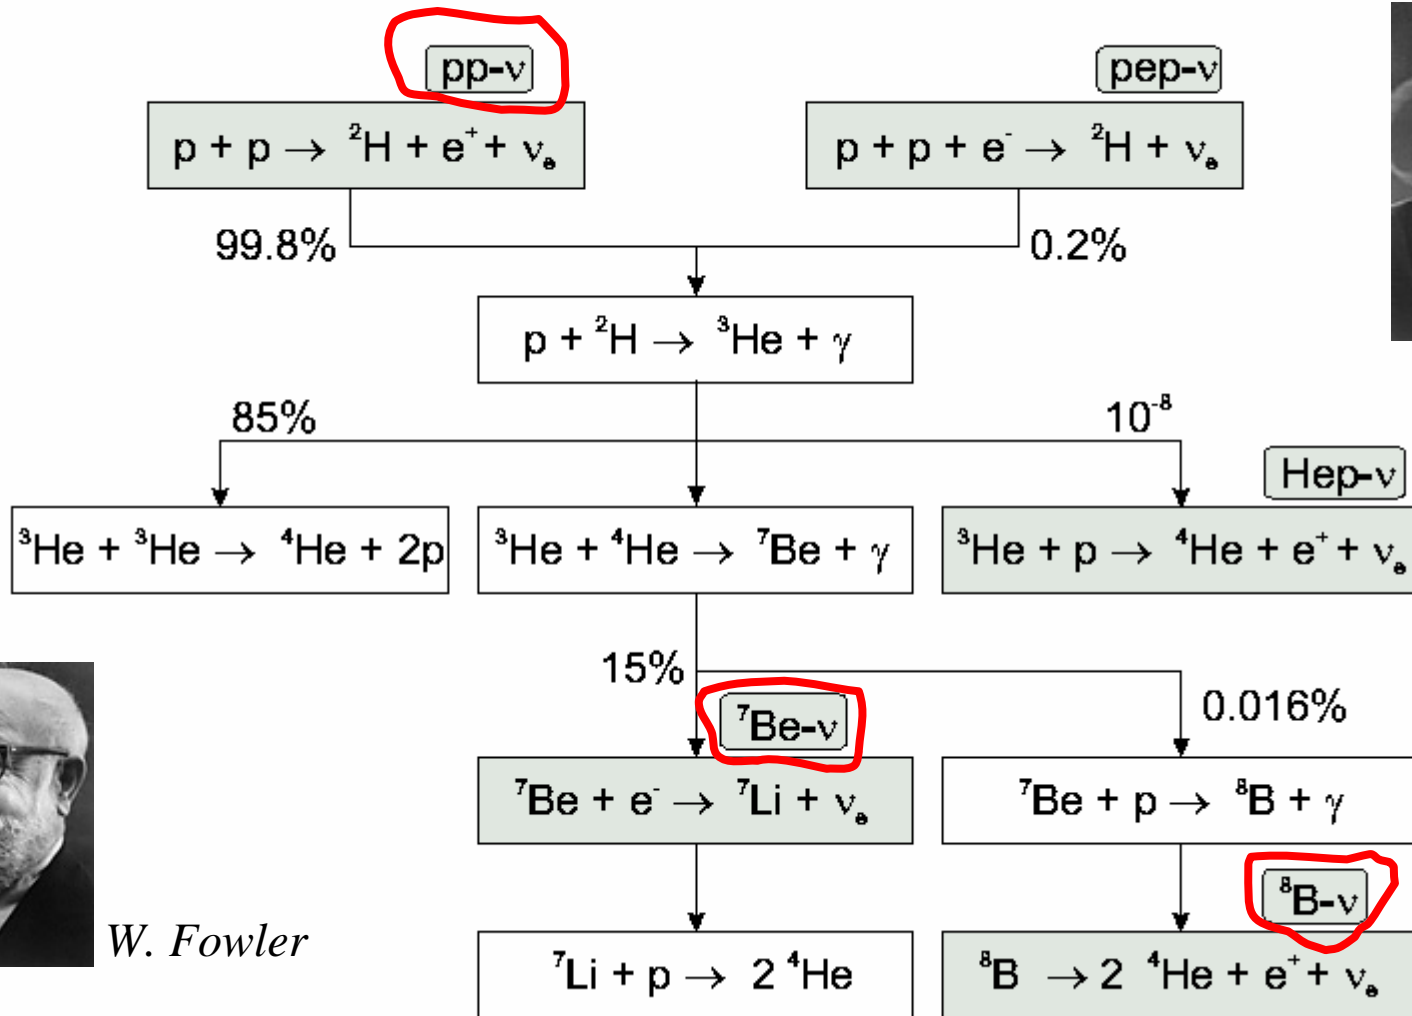 pp-ν
pep-ν
p + p → ²H + e⁺ + νₑ
p + p + e⁻ → ²H + νₑ
99.8%
0.2%
p + ²H → ³He + γ
85%
10⁻⁸
Hep-ν
³He + ³He → ⁴He + 2p
³He + ⁴He → ⁷Be + γ
³He + p → ⁴He + e⁺ + νₑ
15%
0.016%
⁷Be-ν
⁷Be + e⁻ → ⁷Li + νₑ
⁷Be + p → ⁸B + γ
⁸B-ν
W. Fowler
⁷Li + p → 2 ⁴He
⁸B → 2 ⁴He + e⁺ + νₑ